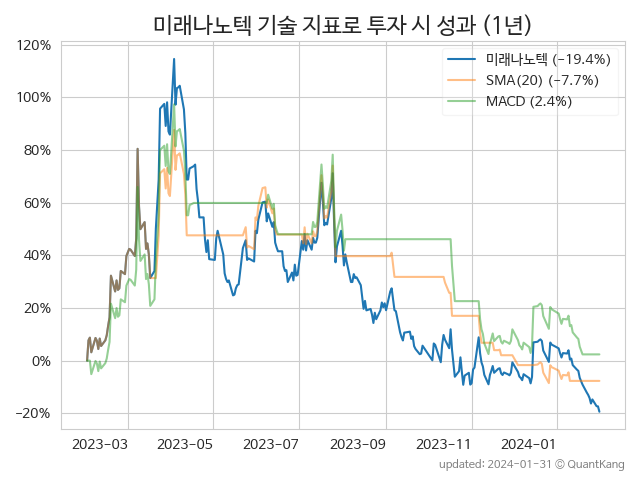 미래나노텍 기술 지표로 투자 시 성과 (1년)
미래나노텍 (-19.4%)
SMA(20) (-7.7%)
MACD (2.4%)
120%
100%
80%
60%
40%
20%
0%
-20%
2023-03
2023-05
2023-07
2023-09
2023-11
2024-01
updated: 2024-01-31 © QuantKang